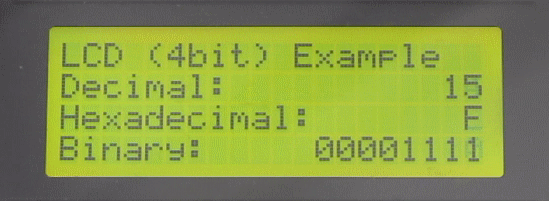 LCD (4bit) Example
Decimal: 15
Hexadecimal: E
Binary: 00001111